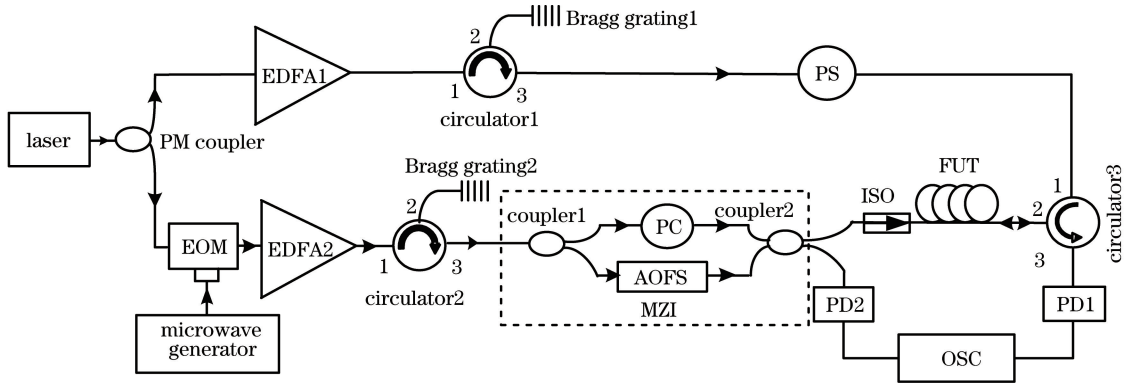 Bragg grating1
2
EDFA1
PS
1
3
circulator1
laser
PM coupler
Bragg grating2
FUT
ISO
1
2
3
circulator3
2
coupler1
coupler2
PC
EOM
EDFA2
1
3
circulator2
AOFS
MZI
PD2
PD1
microwave
generator
OSC